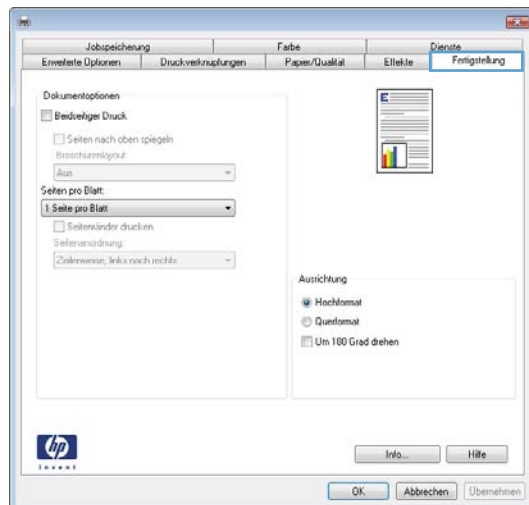 Jobspeicherung Farbe Dienste
Erweiterte Optionen Druckverknüpfungen Papier/Qualität Effekte Fertigstellung
Dokumentoptionen
Beidseitiger Druck
Seiten nach oben spiegeln
Broschürenlayout:
Aus
Seiten pro Blatt:
1 Seite pro Blatt
Seitenränder drucken
Seitenanordnung:
Zeilenweise, links nach rechts
E
Ausrichtung
Hochformat
Querformat
Um 180 Grad drehen
hp
invent
Info... Hilfe
OK Abbrechen Übernehmen